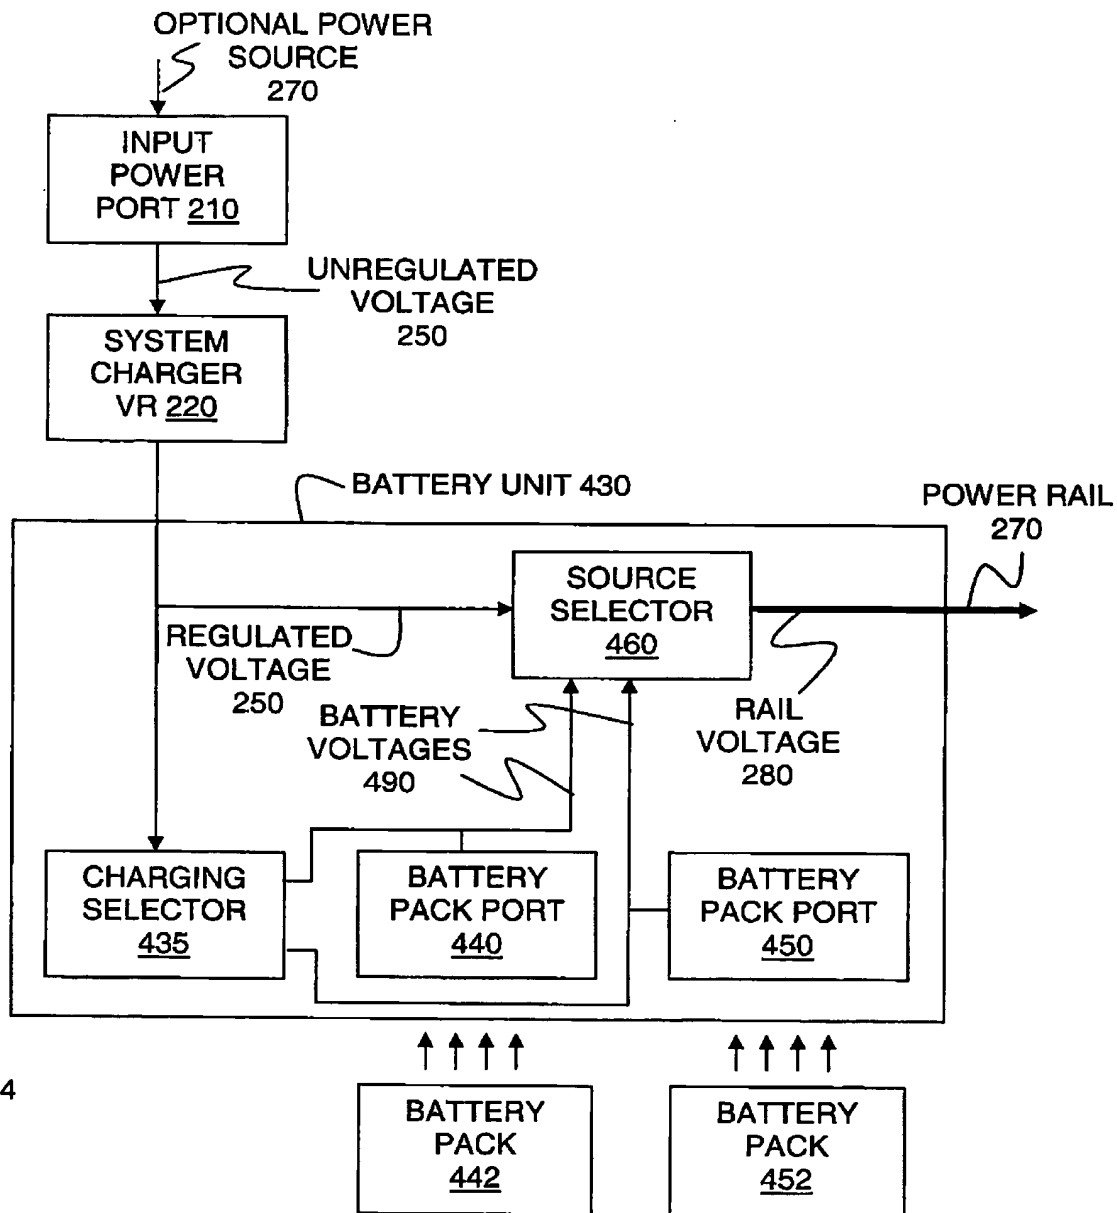 OPTIONAL POWER
SOURCE
270
INPUT
POWER
PORT 210
UNREGULATED
VOLTAGE
250
SYSTEM
CHARGER
VR 220
BATTERY UNIT 430
POWER RAIL
270
SOURCE
SELECTOR
460
REGULATED
VOLTAGE
250
BATTERY
VOLTAGES
490
RAIL
VOLTAGE
280
CHARGING
SELECTOR
435
BATTERY
PACK PORT
440
BATTERY
PACK PORT
450
4
BATTERY
PACK
442
BATTERY
PACK
452